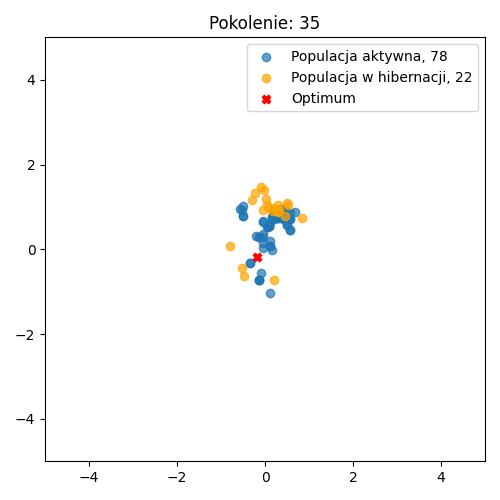 Pokolenie: 35
Populacja aktywna, 78
Populacja w hibernacji, 22
Optimum
4
2
0
−2
−4
−4 −2 0 2 4